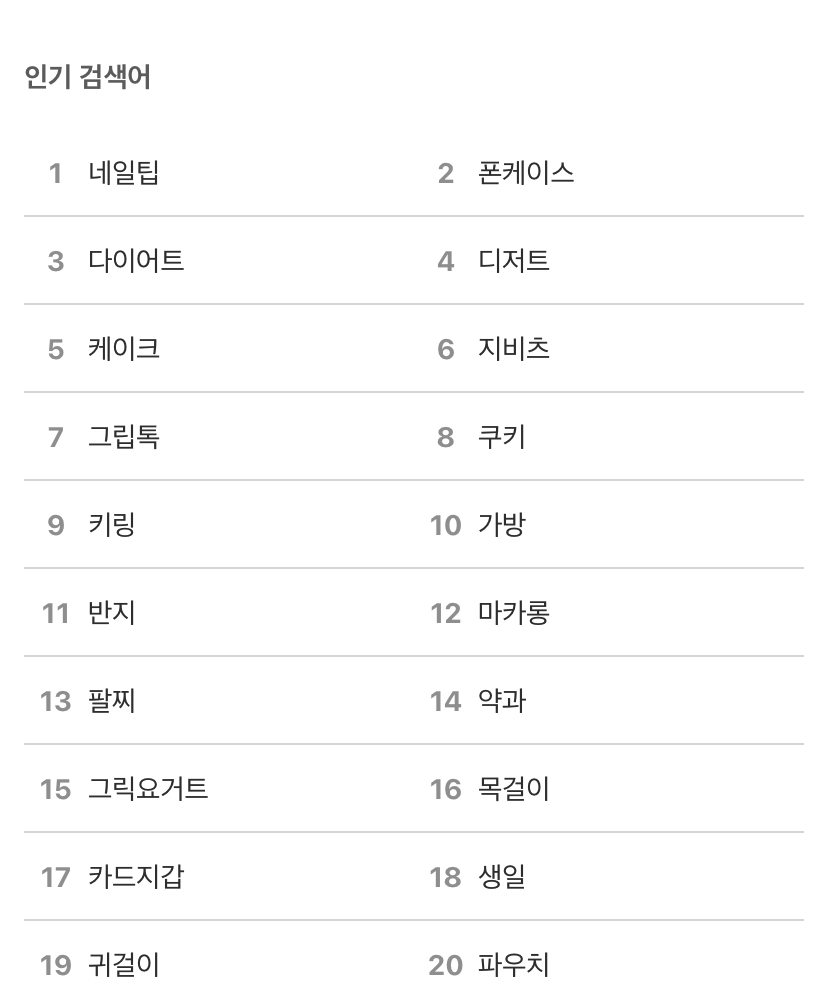 인기 검색어
1 네일팁 2 폰케이스
3 다이어트 4 디저트
5 케이크 6 지비츠
7 그립톡 8 쿠키
9 키링 10 가방
11 반지 12 마카롱
13 팔찌 14 약과
15 그릭요거트 16 목걸이
17 카드지갑 18 생일
19 귀걸이 20 파우치